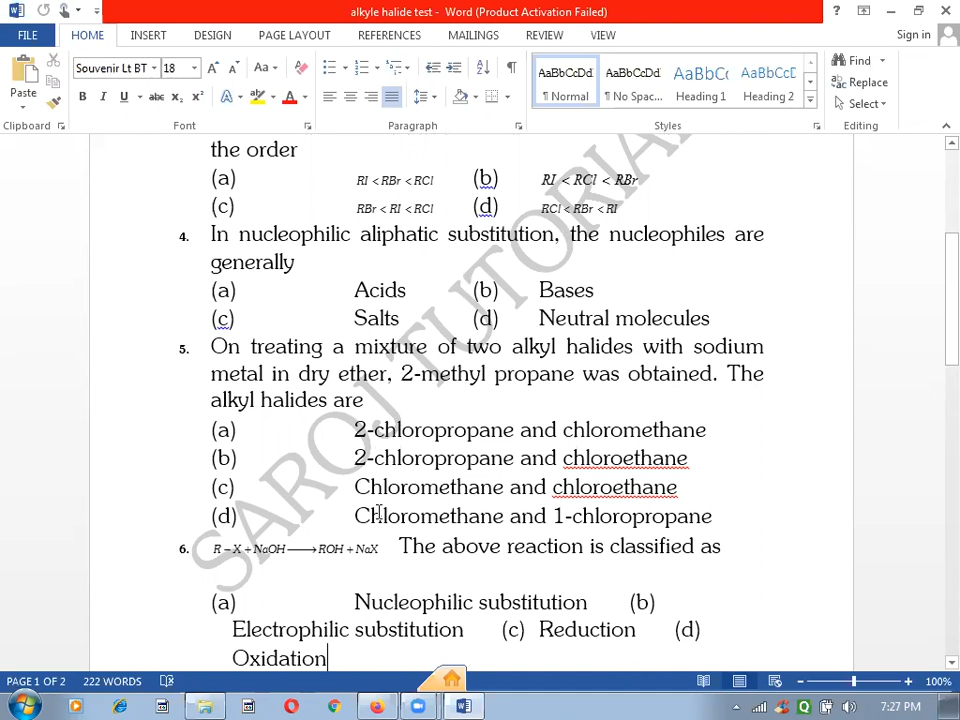 alkyle halide test - Word (Product Activation Failed)
FILE HOME INSERT DESIGN PAGE LAYOUT REFERENCES MAILINGS REVIEW VIEW Sign in
Souvenir Lt BT 18 Aa AaBbCcDd AaBbCcDd AaBbCc AaBbCcD Find
Replace
Paste B I U abc x₂ x² A A ¶ Normal ¶ No Spac... Heading 1 Heading 2 Select
Clipboard Font Paragraph Styles Editing
the order
(a) RI < RBr < RCl (b) RI < RCl < RBr
(c) RBr < RI < RCl (d) RCl < RBr < RI
4. In nucleophilic aliphatic substitution, the nucleophiles are
generally
(a) Acids (b) Bases
(c) Salts (d) Neutral molecules
5. On treating a mixture of two alkyl halides with sodium
metal in dry ether, 2-methyl propane was obtained. The
alkyl halides are
(a) 2-chloropropane and chloromethane
(b) 2-chloropropane and chloroethane
(c) Chloromethane and chloroethane
(d) Chloromethane and 1-chloropropane
6. R – X + NaOH ⟶ ROH + NaX The above reaction is classified as
(a) Nucleophilic substitution (b)
Electrophilic substitution (c) Reduction (d)
Oxidation
SAROJ TUTORIAL
PAGE 1 OF 2 222 WORDS 100%
7:27 PM